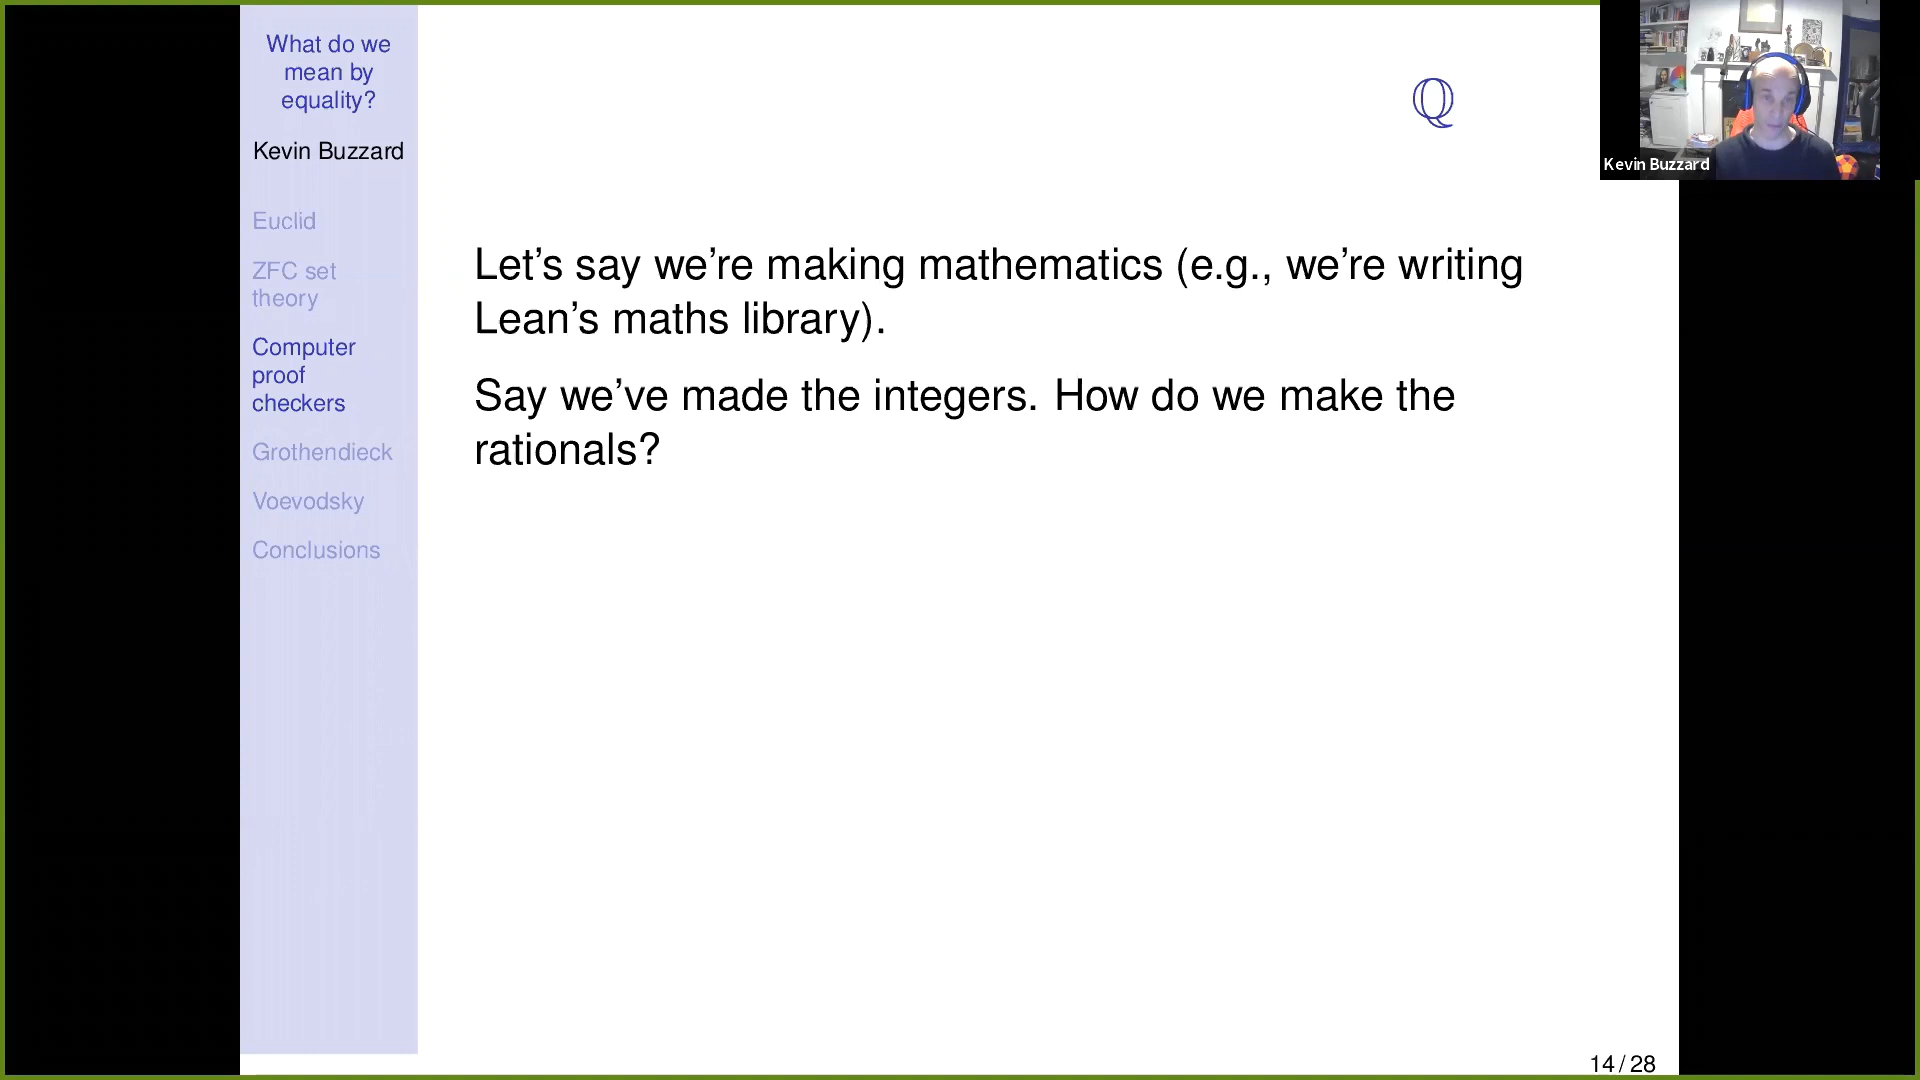 What do we
mean by
equality?
Kevin Buzzard
Euclid
ZFC set
theory
Computer
proof
checkers
Grothendieck
Voevodsky
Conclusions
ℚ
Let’s say we’re making mathematics (e.g., we’re writing
Lean’s maths library).
Say we’ve made the integers. How do we make the
rationals?
14 / 28
Kevin Buzzard